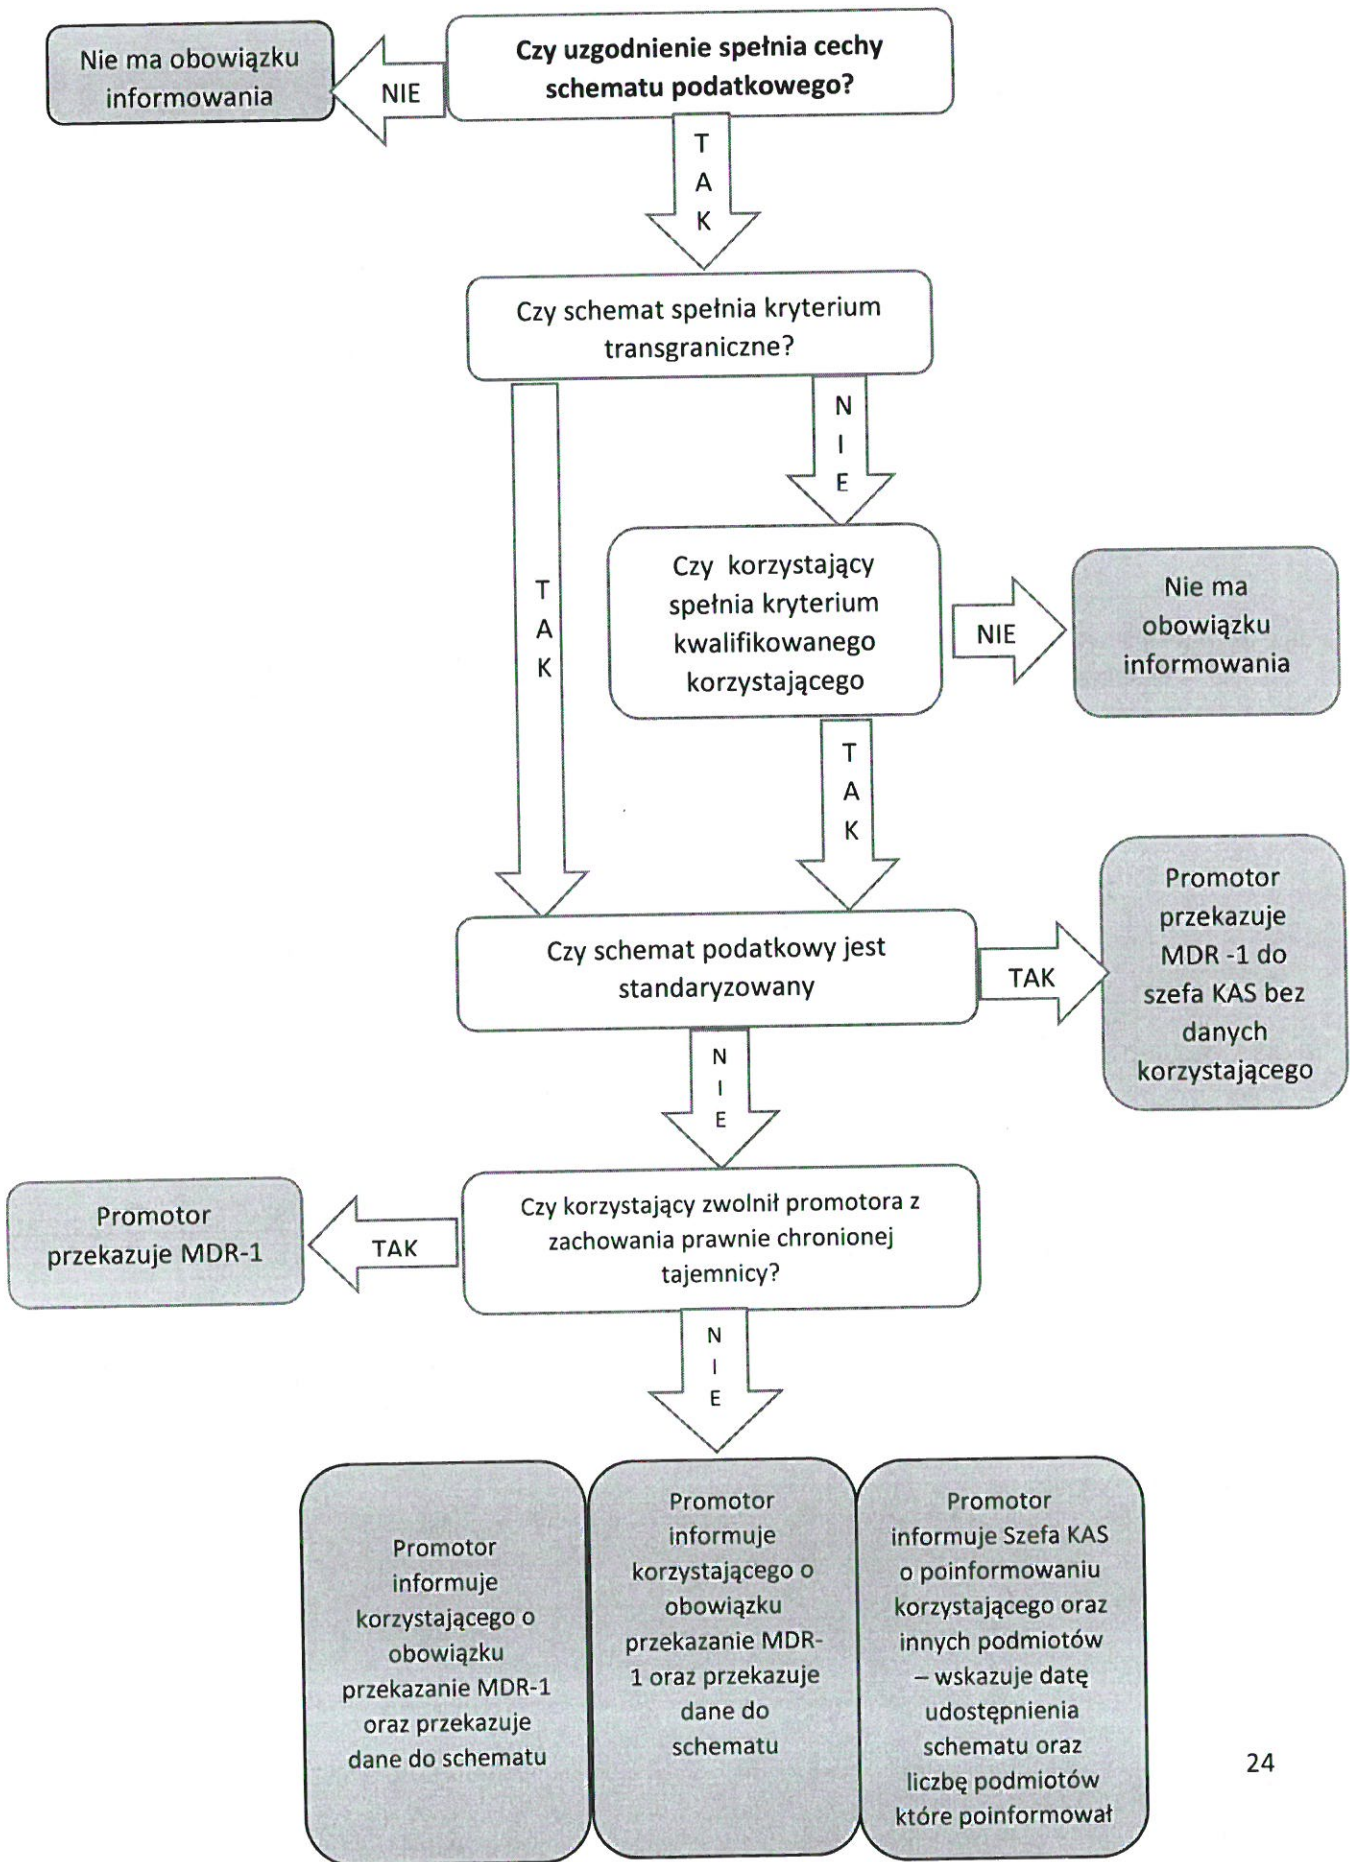 Nie ma obowiązku
informowania
NIE
Czy uzgodnienie spełnia cechy
schematu podatkowego?
T
A
K
Czy schemat spełnia kryterium
transgraniczne?
T
A
K
N
I
E
Czy korzystający
spełnia kryterium
kwalifikowanego
korzystającego
NIE
Nie ma
obowiązku
informowania
T
A
K
Czy schemat podatkowy jest
standaryzowany
TAK
Promotor
przekazuje
MDR -1 do
szefa KAS bez
danych
korzystającego
N
I
E
Promotor
przekazuje MDR-1
TAK
Czy korzystający zwolnił promotora z
zachowania prawnie chronionej
tajemnicy?
N
I
E
Promotor
informuje
korzystającego o
obowiązku
przekazanie MDR-1
oraz przekazuje
dane do schematu
Promotor
informuje
korzystającego o
obowiązku
przekazanie MDR-
1 oraz przekazuje
dane do
schematu
Promotor
informuje Szefa KAS
o poinformowaniu
korzystającego oraz
innych podmiotów
– wskazuje datę
udostępnienia
schematu oraz
liczbę podmiotów
które poinformował
24